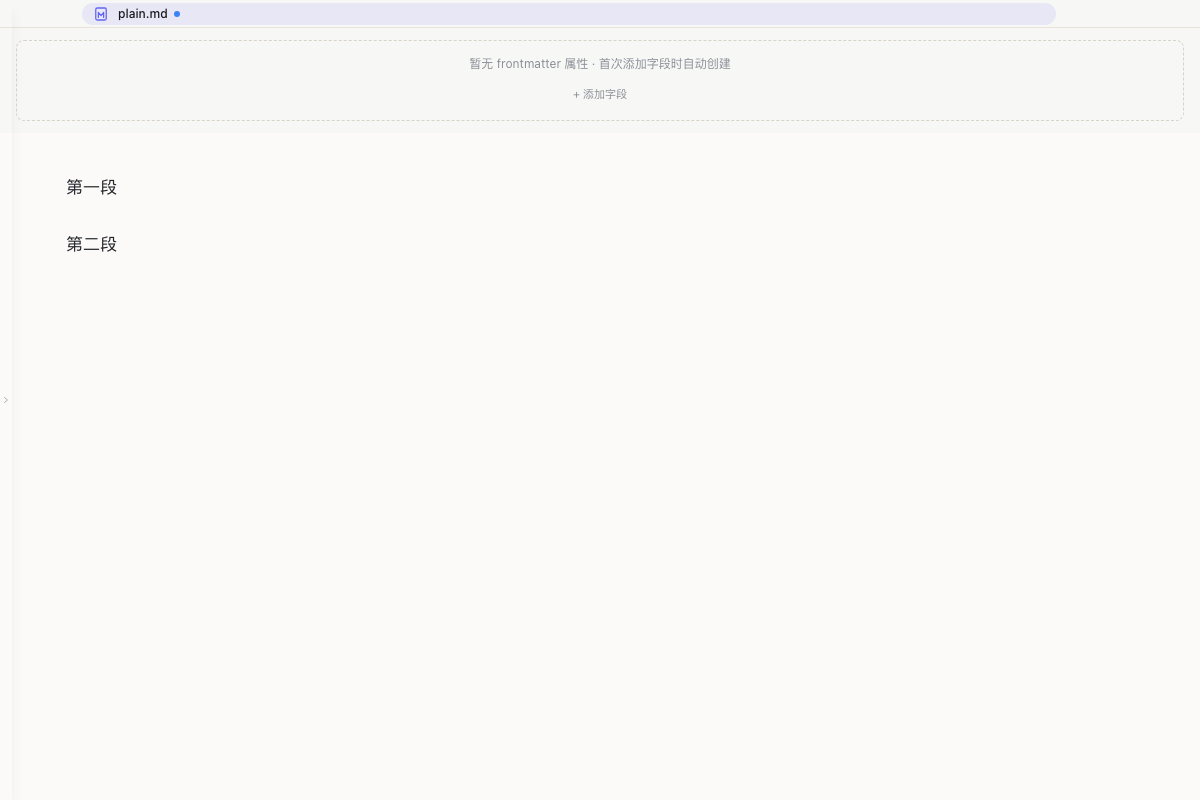 plain.md
暂无 frontmatter 属性 · 首次添加字段时自动创建
+ 添加字段
第一段
第二段